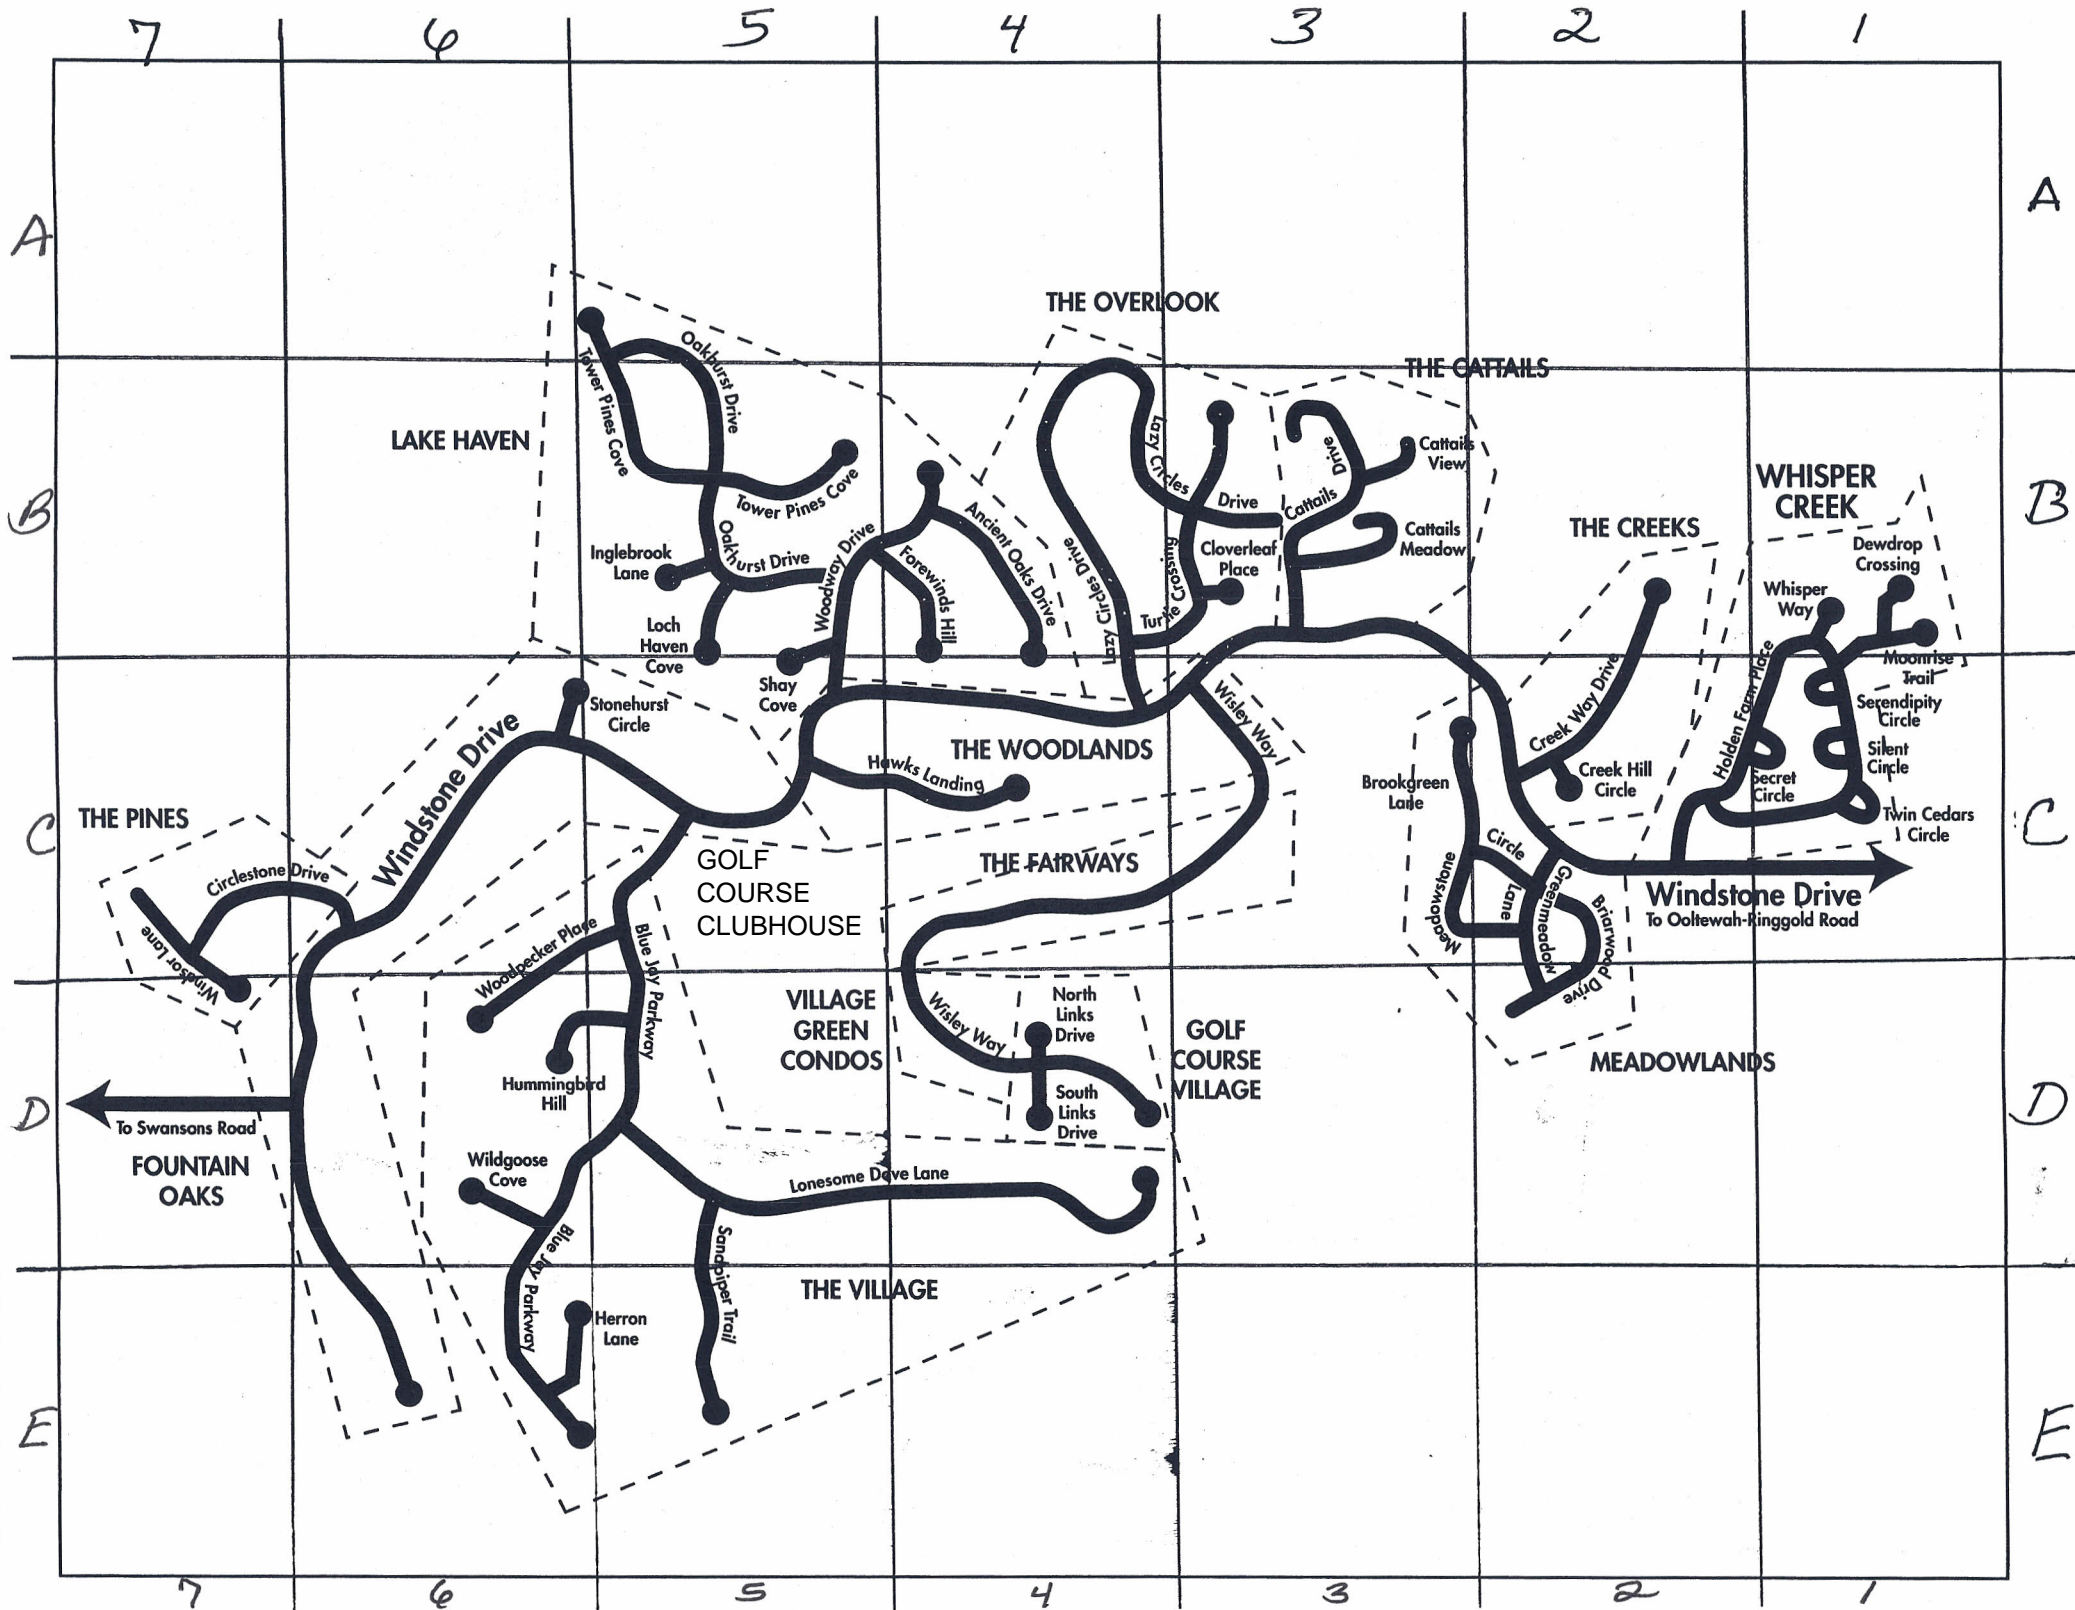 7 6 5 4 3 2 1
A A
THE OVERLOOK
Oakhurst Drive
Tower Pines Cove
THE CATTAILS
LAKE HAVEN
Lazy Circles
Drive
Drive
Cattails
Cattails
View
WHISPER
CREEK
Tower Pines Cove
B B
Ancient Oaks Drive
THE CREEKS
Oakhurst Drive
Woodway Drive
Inglebrook
Lane
Forewinds Hill
Lazy Circles Drive
Turtle Crossing
Cloverleaf
Place
Cattails
Meadow
Dewdrop
Crossing
Whisper
Way
Loch
Haven
Cove
Shay
Cove
Moonrise
Trail
Stonehurst
Circle
Wisley Way
Creek Way Drive
Holden Farm Place
Serendipity
Circle
Windstone Drive
THE WOODLANDS
Hawks Landing
Silent
Circle
Brookgreen
Lane
Creek Hill
Circle
Secret
Circle
THE PINES
C C
Twin Cedars
Circle
GOLF
COURSE
CLUBHOUSE
THE FAIRWAYS
Circle
Lane
Meadowstone
Greenmeadow
Briarwood Drive
Circlestone Drive
Windstone Drive
To Ooltewah-Ringgold Road
Windsor Lane
Woodpecker Place
Blue Jay Parkway
VILLAGE
GREEN
CONDOS
Wisley Way
North
Links
Drive
GOLF
COURSE
VILLAGE
MEADOWLANDS
Hummingbird
Hill
South
Links
Drive
D D
To Swansons Road
FOUNTAIN
OAKS
Wildgoose
Cove
Lonesome Dove Lane
Blue Jay Parkway
Sandpiper Trail
THE VILLAGE
Herron
Lane
E E
7 6 5 4 3 2 1